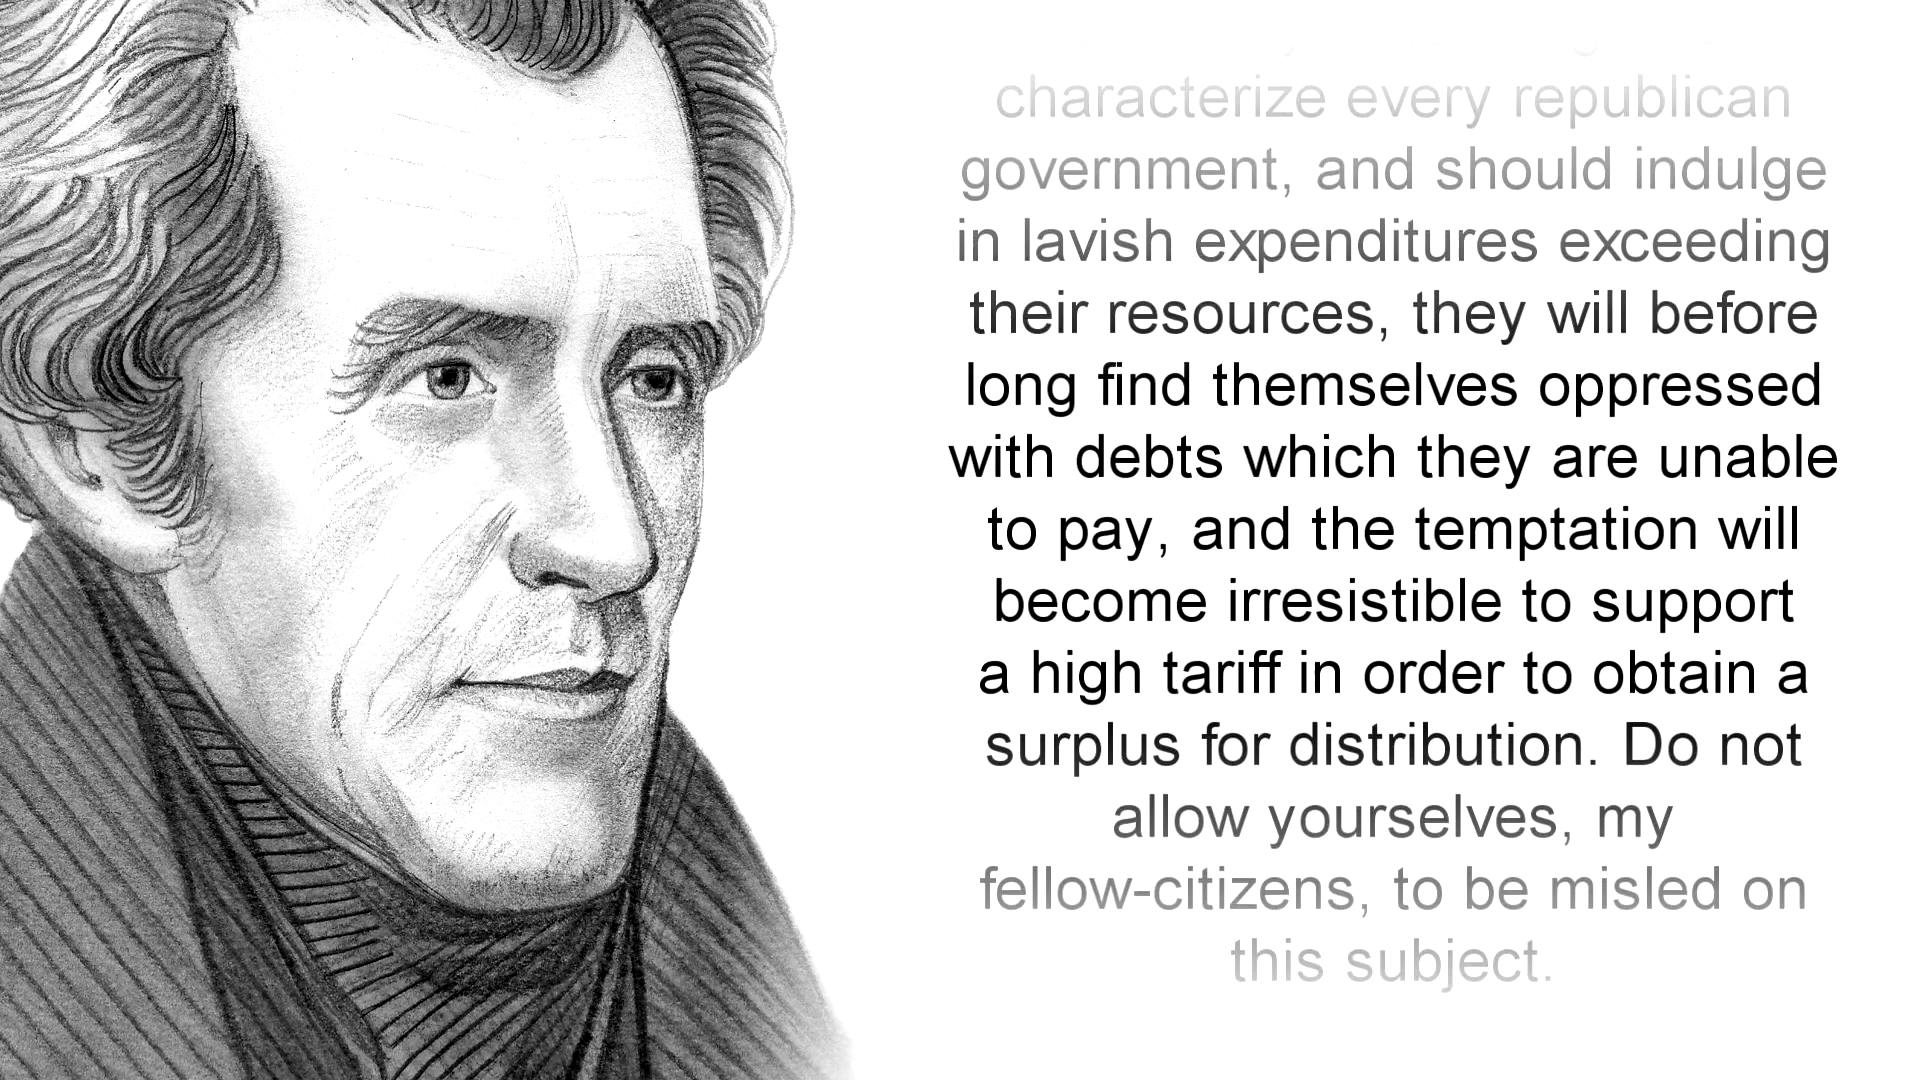 characterize every republican
government, and should indulge
in lavish expenditures exceeding
their resources, they will before
long find themselves oppressed
with debts which they are unable
to pay, and the temptation will
become irresistible to support
a high tariff in order to obtain a
surplus for distribution. Do not
allow yourselves, my
fellow-citizens, to be misled on
this subject.